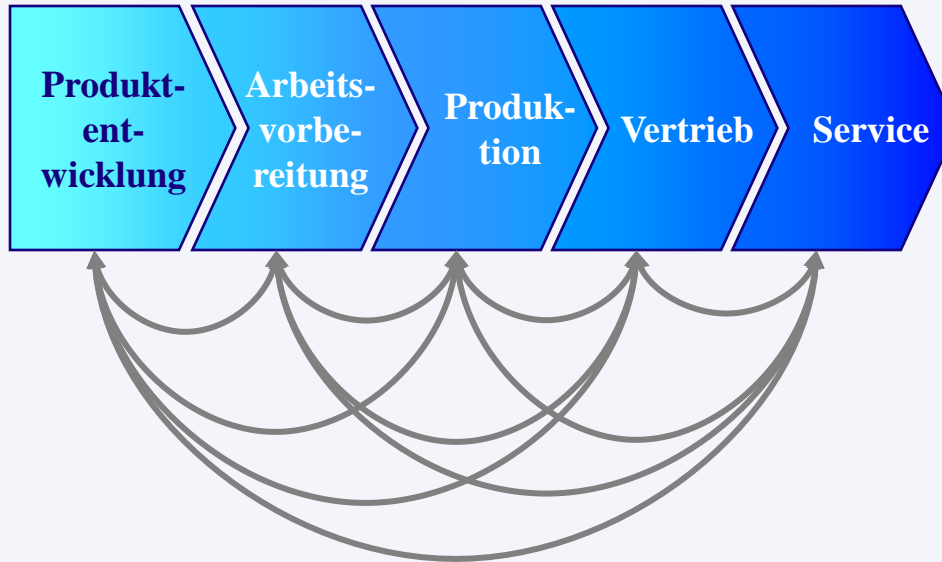 Produkt-
ent-
wicklung
Arbeits-
vorbe-
reitung
Produk-
tion
Vertrieb
Service